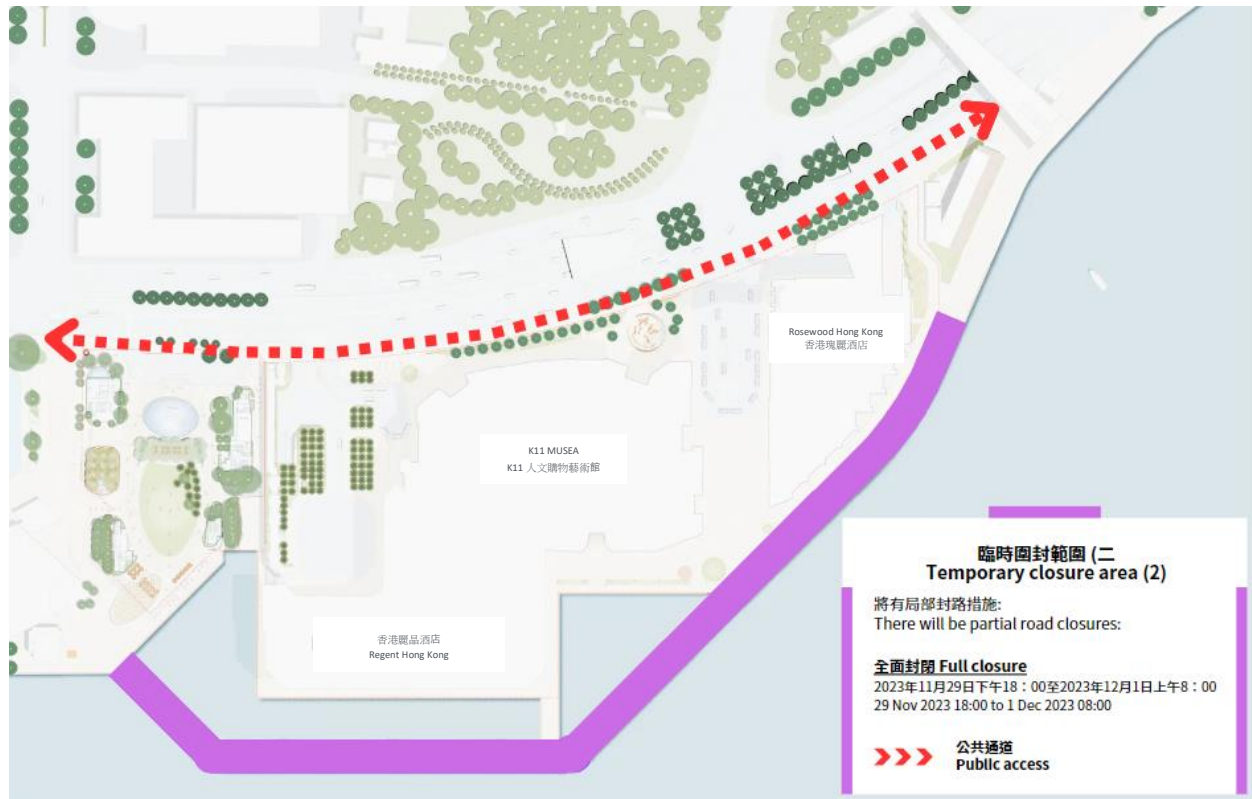 Rosewood Hong Kong
香港瑰麗酒店
K11 MUSEA
K11 人文購物藝術館
香港麗晶酒店
Regent Hong Kong
臨時圍封範圍 (二
Temporary closure area (2)
將有局部封路措施:
There will be partial road closures:
全面封閉 Full closure
2023年11月29日下午18：00至2023年12月1日上午8：00
29 Nov 2023 18:00 to 1 Dec 2023 08:00
公共通道
Public access